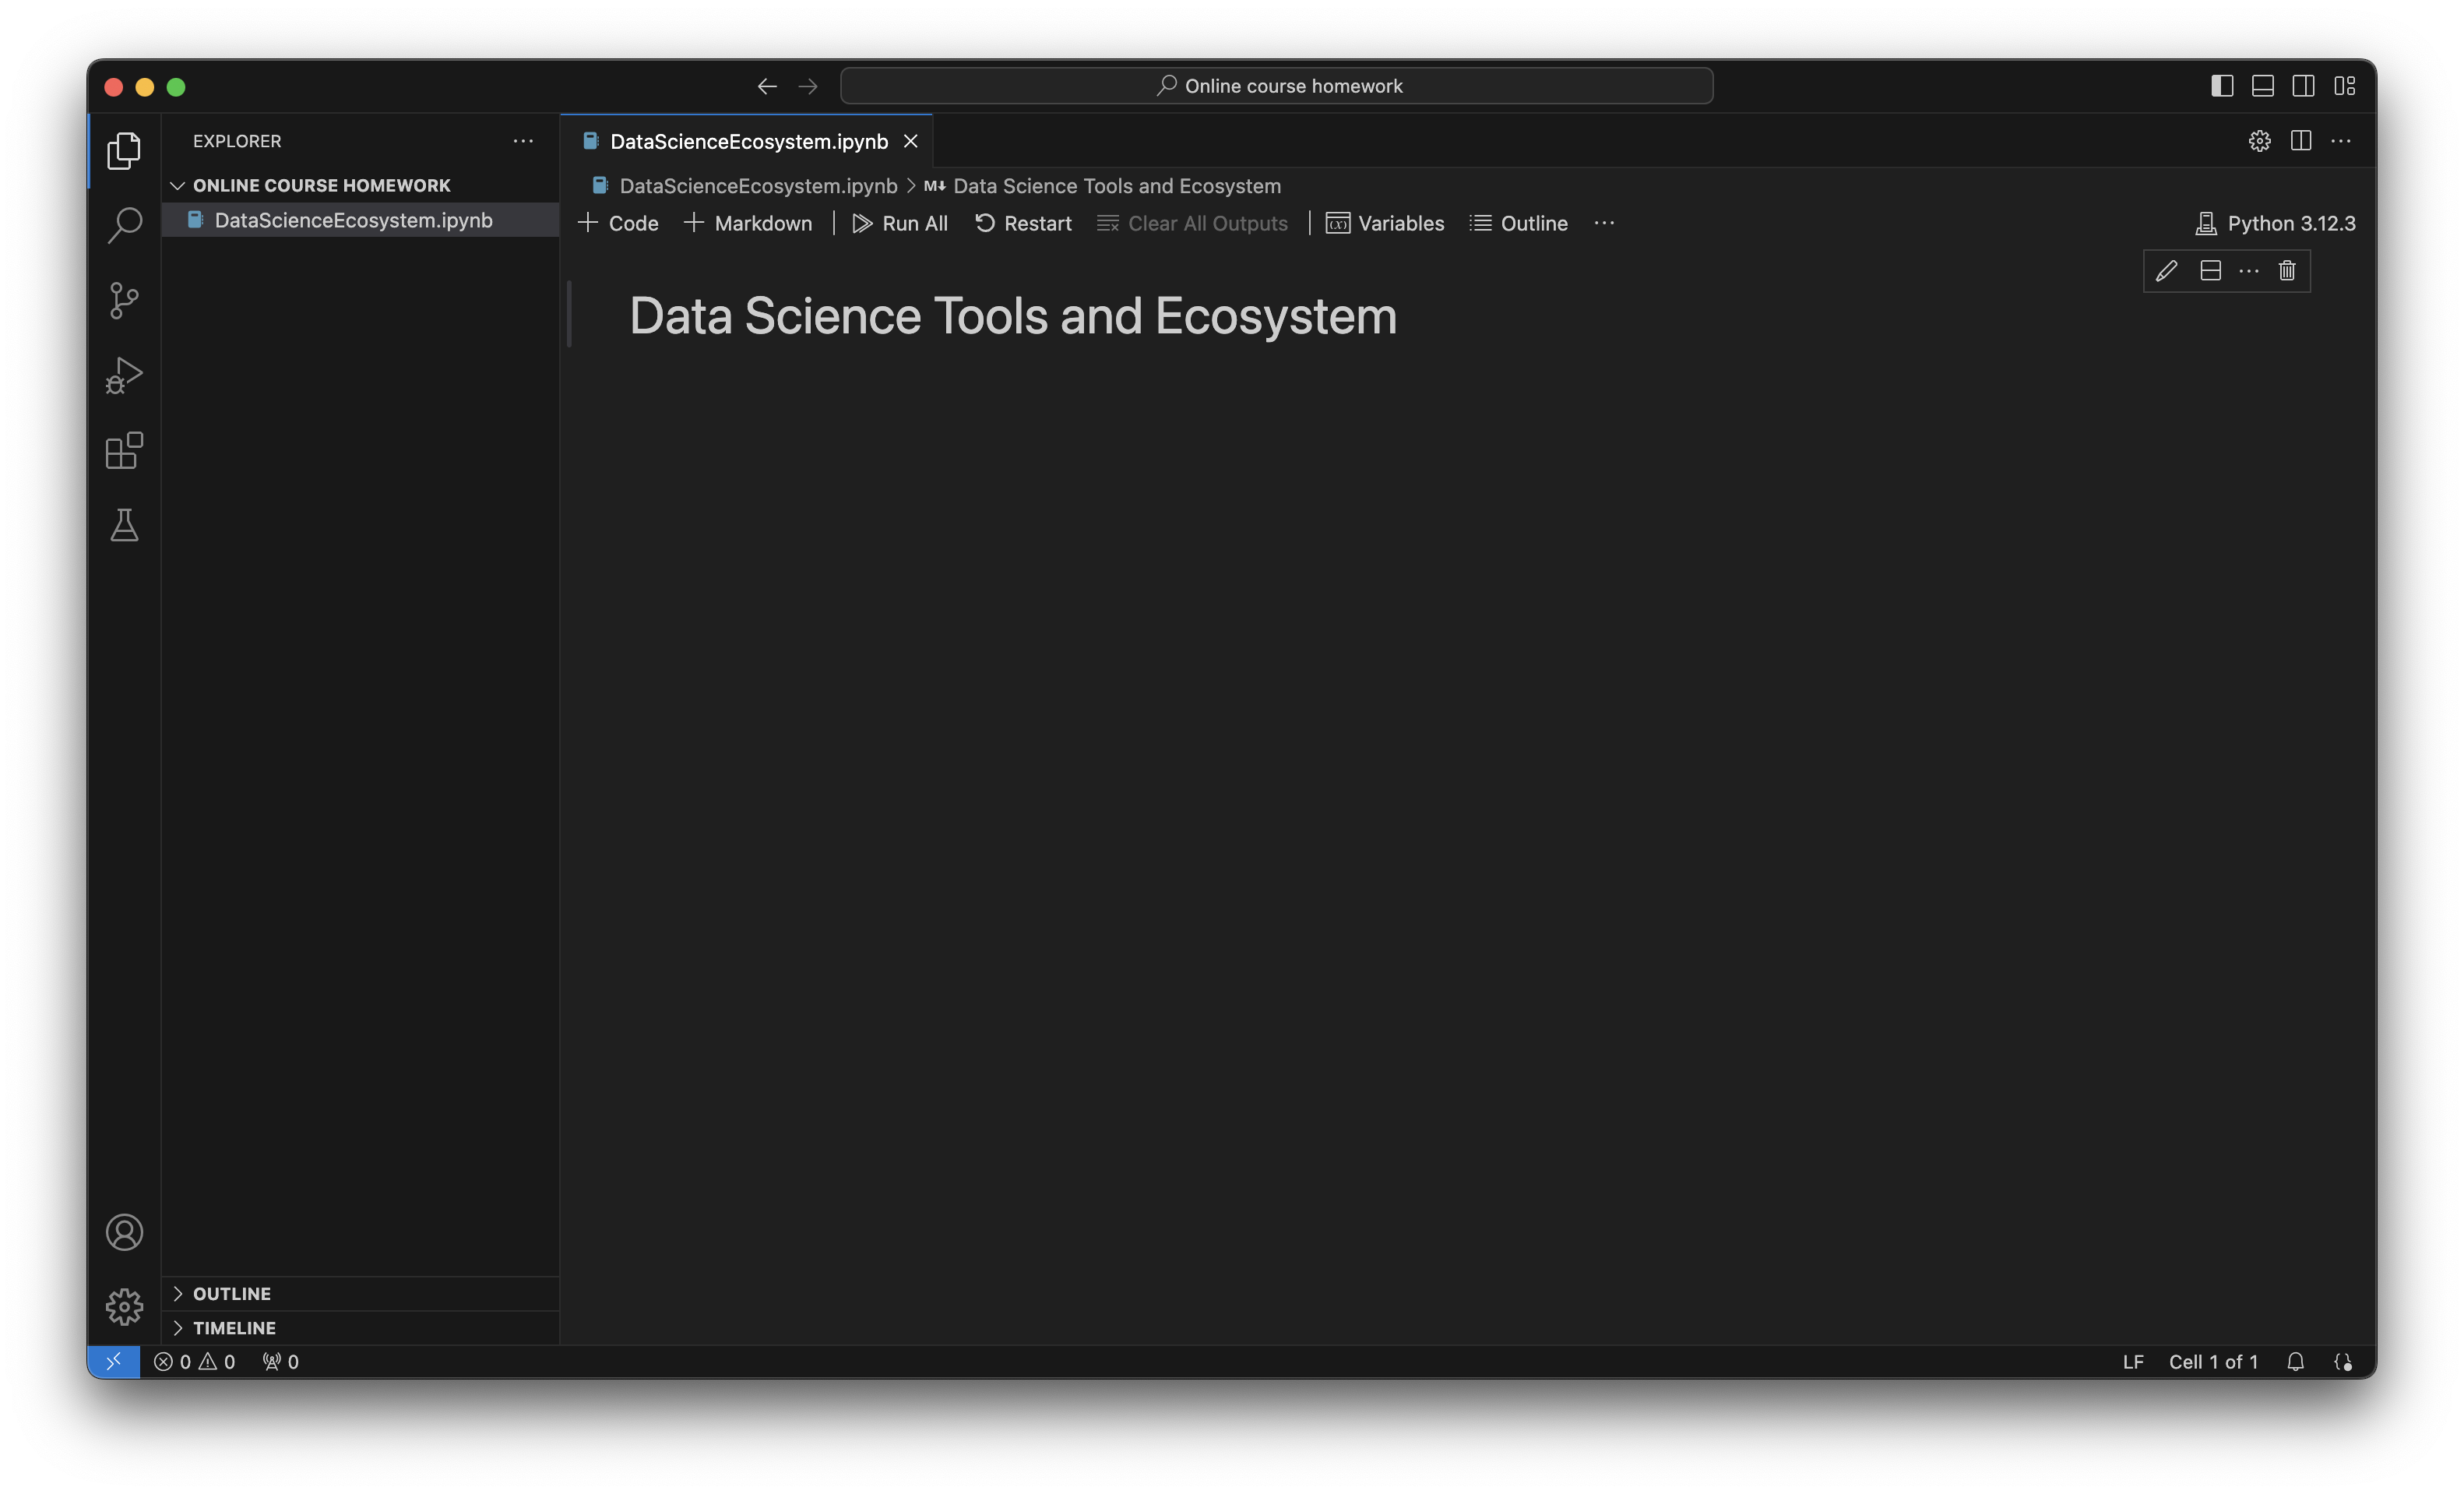 Online course homework
EXPLORER
ONLINE COURSE HOMEWORK
DataScienceEcosystem.ipynb
OUTLINE
TIMELINE
DataScienceEcosystem.ipynb
DataScienceEcosystem.ipynb > M↓ Data Science Tools and Ecosystem
+ Code + Markdown | Run All Restart Clear All Outputs | (x) Variables Outline ... Python 3.12.3
Data Science Tools and Ecosystem
0 0 0 LF Cell 1 of 1